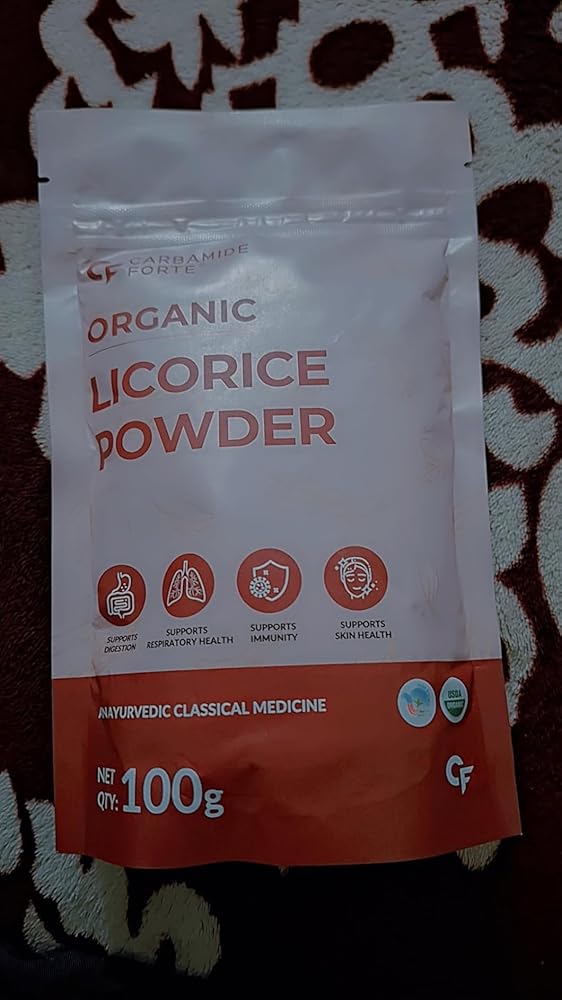 CF CARBAMIDE
FORTE
ORGANIC
LICORICE
POWDER
SUPPORTS
DIGESTION
SUPPORTS
RESPIRATORY HEALTH
SUPPORTS
IMMUNITY
SUPPORTS
SKIN HEALTH
AYURVEDIC CLASSICAL MEDICINE
USDA
ORGANIC
NET
QTY: 100g
CF